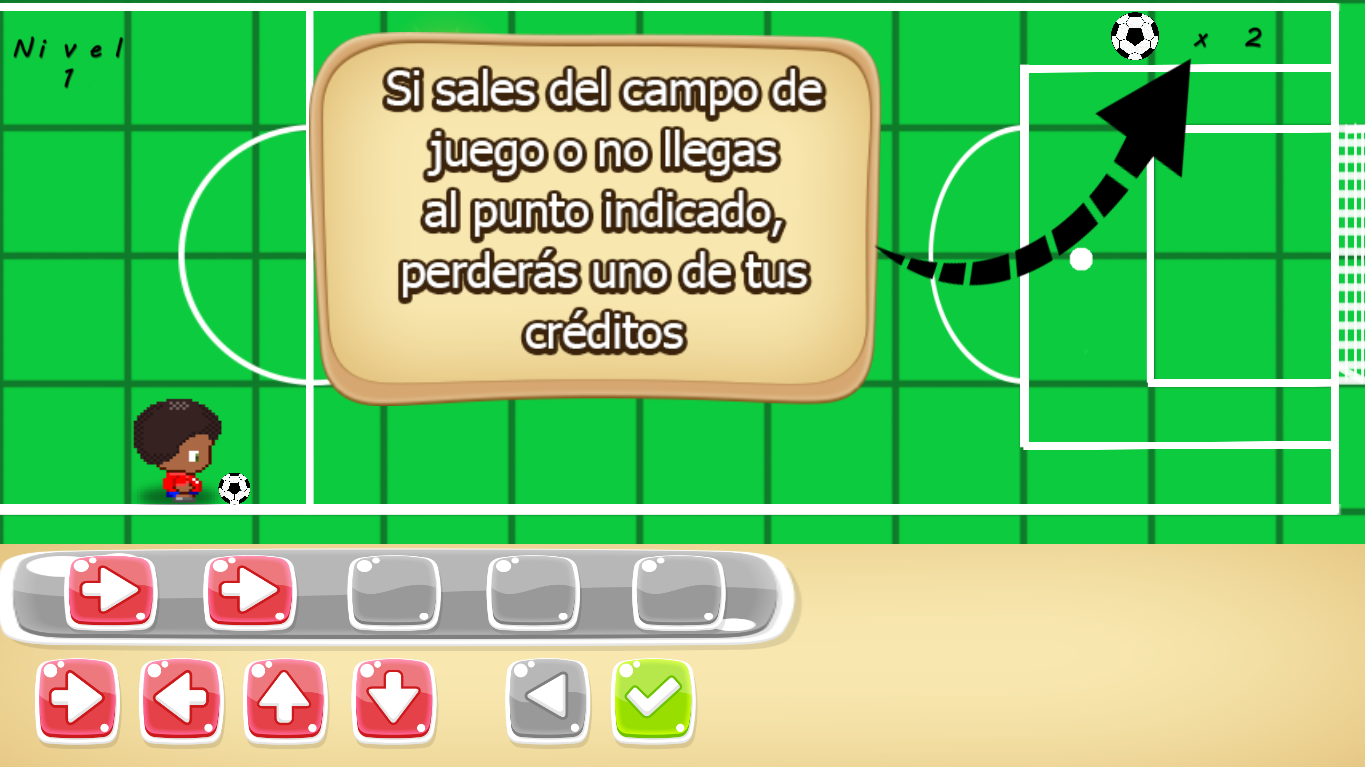 Nivel
1
x 2
Si sales del campo de
juego o no llegas
al punto indicado,
perderás uno de tus
créditos